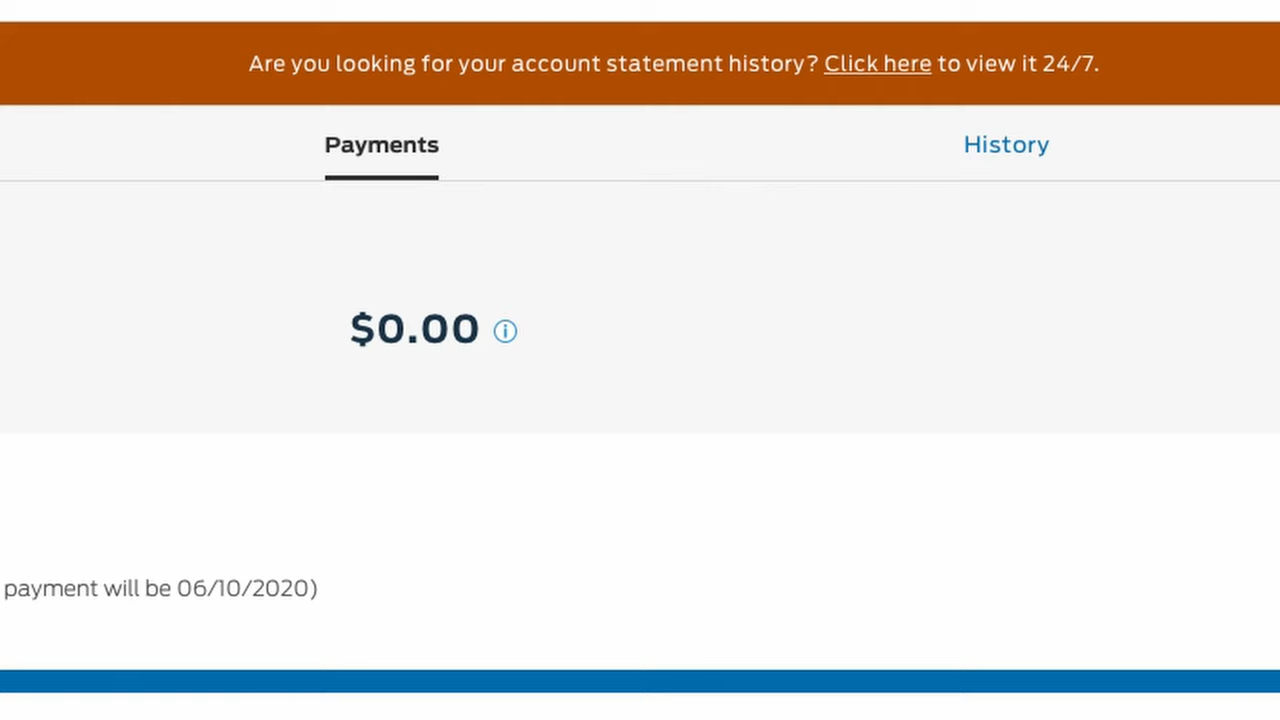 Are you looking for your account statement history? Click here to view it 24/7.
Payments
History
$0.00
payment will be 06/10/2020)